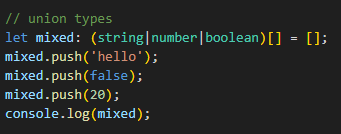 // union types
let mixed: (string|number|boolean)[] = [];
mixed.push('hello');
mixed.push(false);
mixed.push(20);
console.log(mixed);